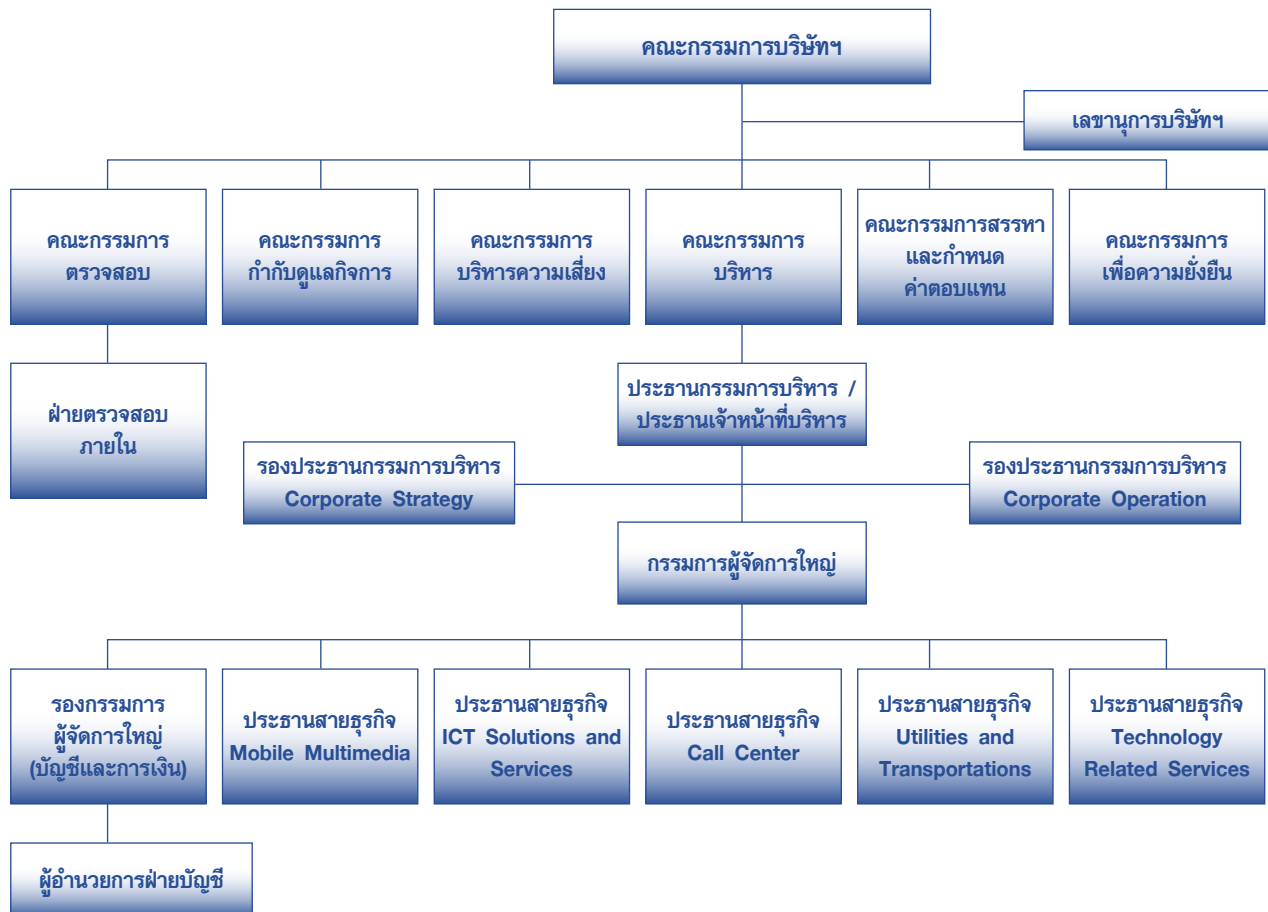 คณะกรรมการบริษัทฯ
เลขานุการบริษัทฯ
คณะกรรมการ
ตรวจสอบ
คณะกรรมการ
กำกับดูแลกิจการ
คณะกรรมการ
บริหารความเสี่ยง
คณะกรรมการ
บริหาร
คณะกรรมการสรรหา
และกำหนด
ค่าตอบแทน
คณะกรรมการ
เพื่อความยั่งยืน
ฝ่ายตรวจสอบ
ภายใน
ประธานกรรมการบริหาร /
ประธานเจ้าหน้าที่บริหาร
รองประธานกรรมการบริหาร
Corporate Strategy
รองประธานกรรมการบริหาร
Corporate Operation
กรรมการผู้จัดการใหญ่
รองกรรมการ
ผู้จัดการใหญ่
(บัญชีและการเงิน)
ประธานสายธุรกิจ
Mobile Multimedia
ประธานสายธุรกิจ
ICT Solutions and
Services
ประธานสายธุรกิจ
Call Center
ประธานสายธุรกิจ
Utilities and
Transportations
ประธานสายธุรกิจ
Technology
Related Services
ผู้อำนวยการฝ่ายบัญชี